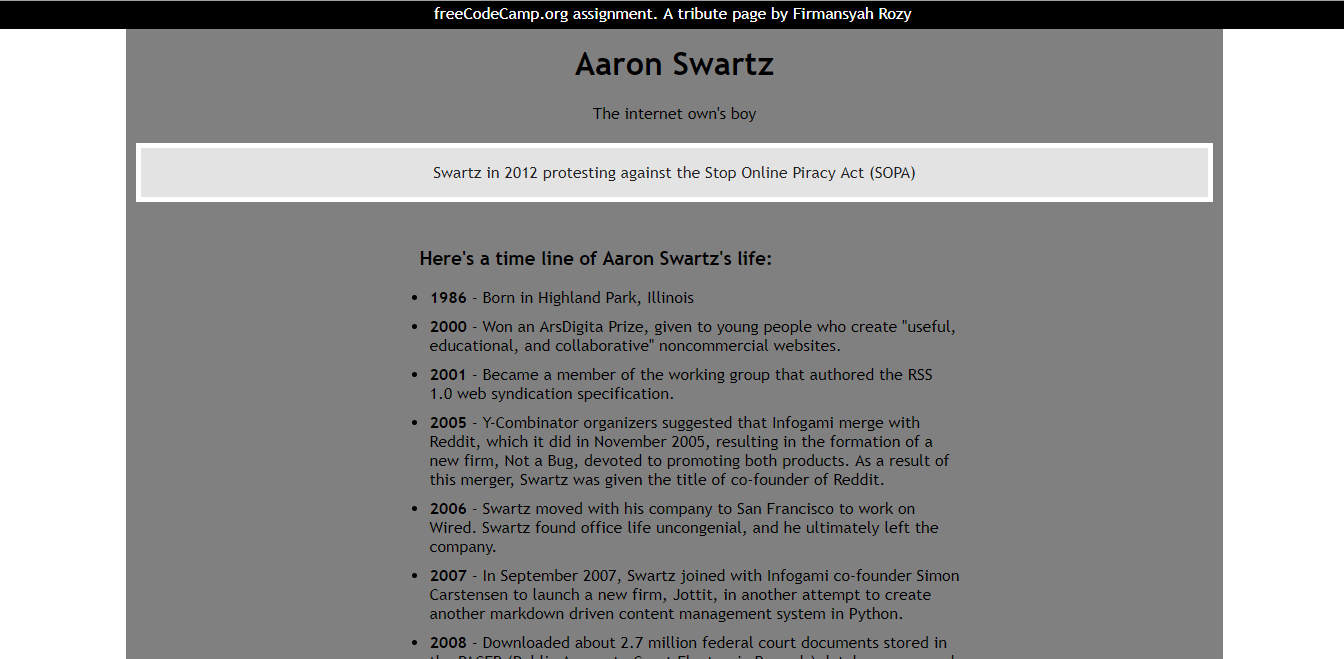 freeCodeCamp.org assignment. A tribute page by Firmansyah Rozy
Aaron Swartz
The internet own's boy
Swartz in 2012 protesting against the Stop Online Piracy Act (SOPA)
Here's a time line of Aaron Swartz's life:
• 1986 - Born in Highland Park, Illinois
• 2000 - Won an ArsDigita Prize, given to young people who create "useful,
educational, and collaborative" noncommercial websites.
• 2001 - Became a member of the working group that authored the RSS
1.0 web syndication specification.
• 2005 - Y-Combinator organizers suggested that Infogami merge with
Reddit, which it did in November 2005, resulting in the formation of a
new firm, Not a Bug, devoted to promoting both products. As a result of
this merger, Swartz was given the title of co-founder of Reddit.
• 2006 - Swartz moved with his company to San Francisco to work on
Wired. Swartz found office life uncongenial, and he ultimately left the
company.
• 2007 - In September 2007, Swartz joined with Infogami co-founder Simon
Carstensen to launch a new firm, Jottit, in another attempt to create
another markdown driven content management system in Python.
• 2008 - Downloaded about 2.7 million federal court documents stored in